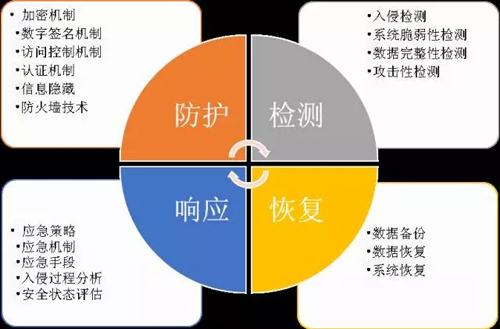 • 加密机制
• 数字签名机制
• 访问控制机制
• 认证机制
• 信息隐藏
• 防火墙技术
防护
检测
• 入侵检测
• 系统脆弱性检测
• 数据完整性检测
• 攻击性检测
响应
恢复
• 应急策略
• 应急机制
• 应急手段
• 入侵过程分析
• 安全状态评估
• 数据备份
• 数据恢复
• 系统恢复